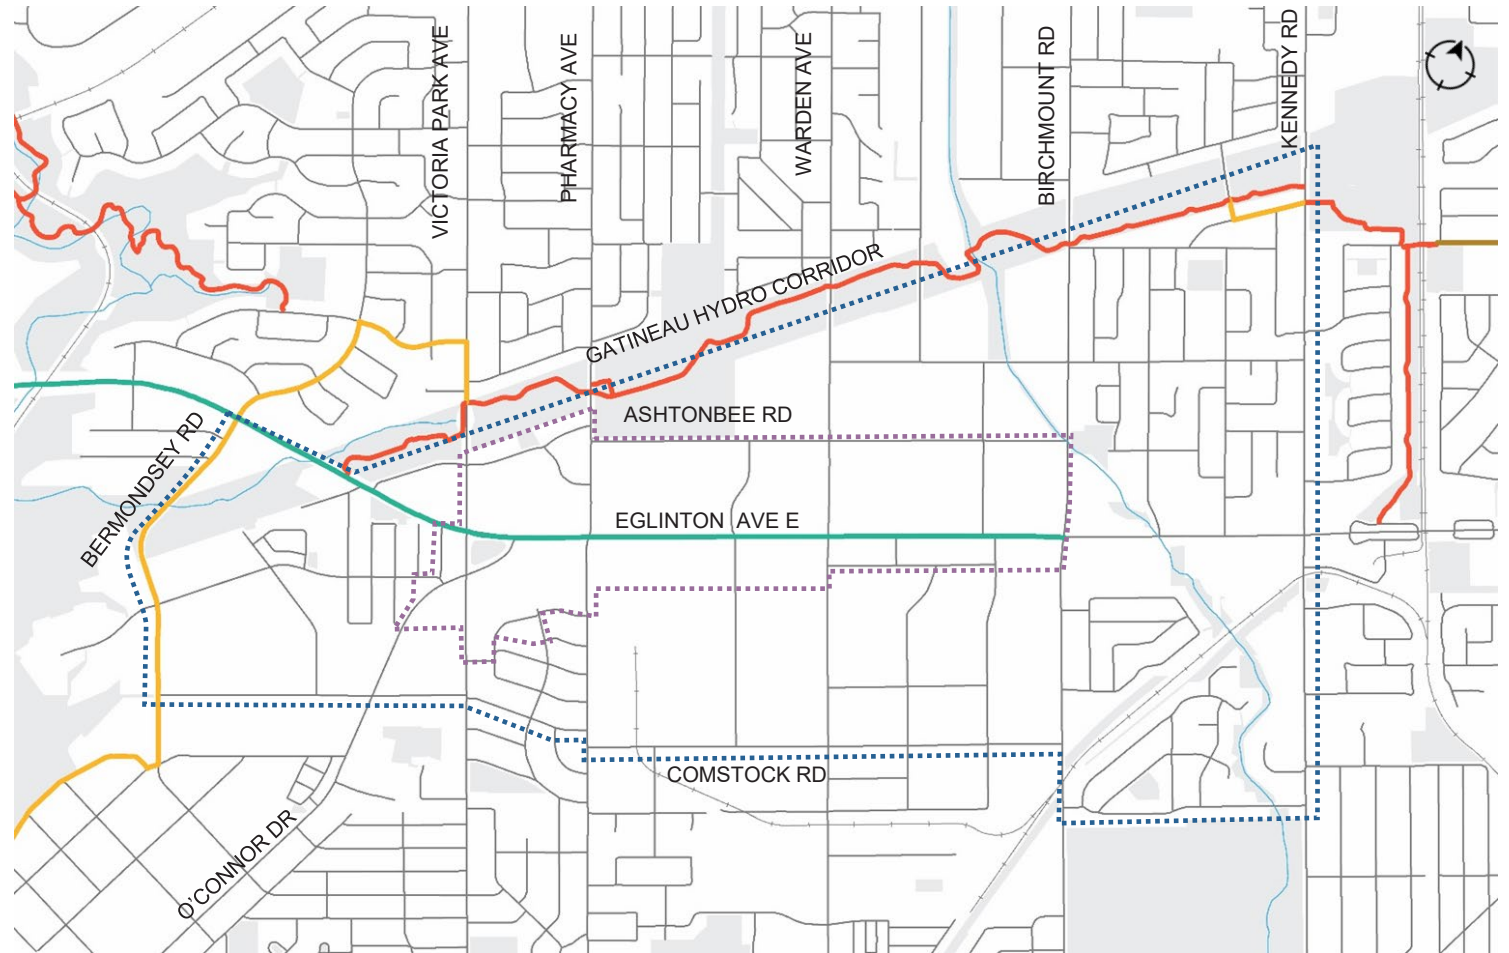 VICTORIA PARK AVE
PHARMACY AVE
WARDEN AVE
BIRCHMOUNT RD
KENNEDY RD
GATINEAU HYDRO CORRIDOR
ASHTONBEE RD
BERMONDSEY RD
EGLINTON AVE E
COMSTOCK RD
O'CONNOR DR